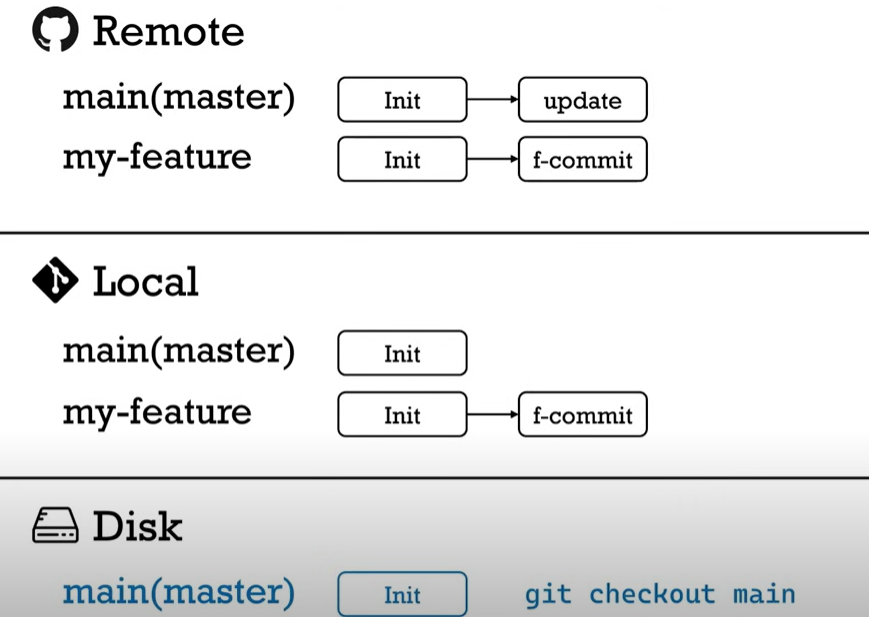 Remote
main(master) Init update
my-feature Init f-commit
Local
main(master) Init
my-feature Init f-commit
Disk
main(master) Init git checkout main